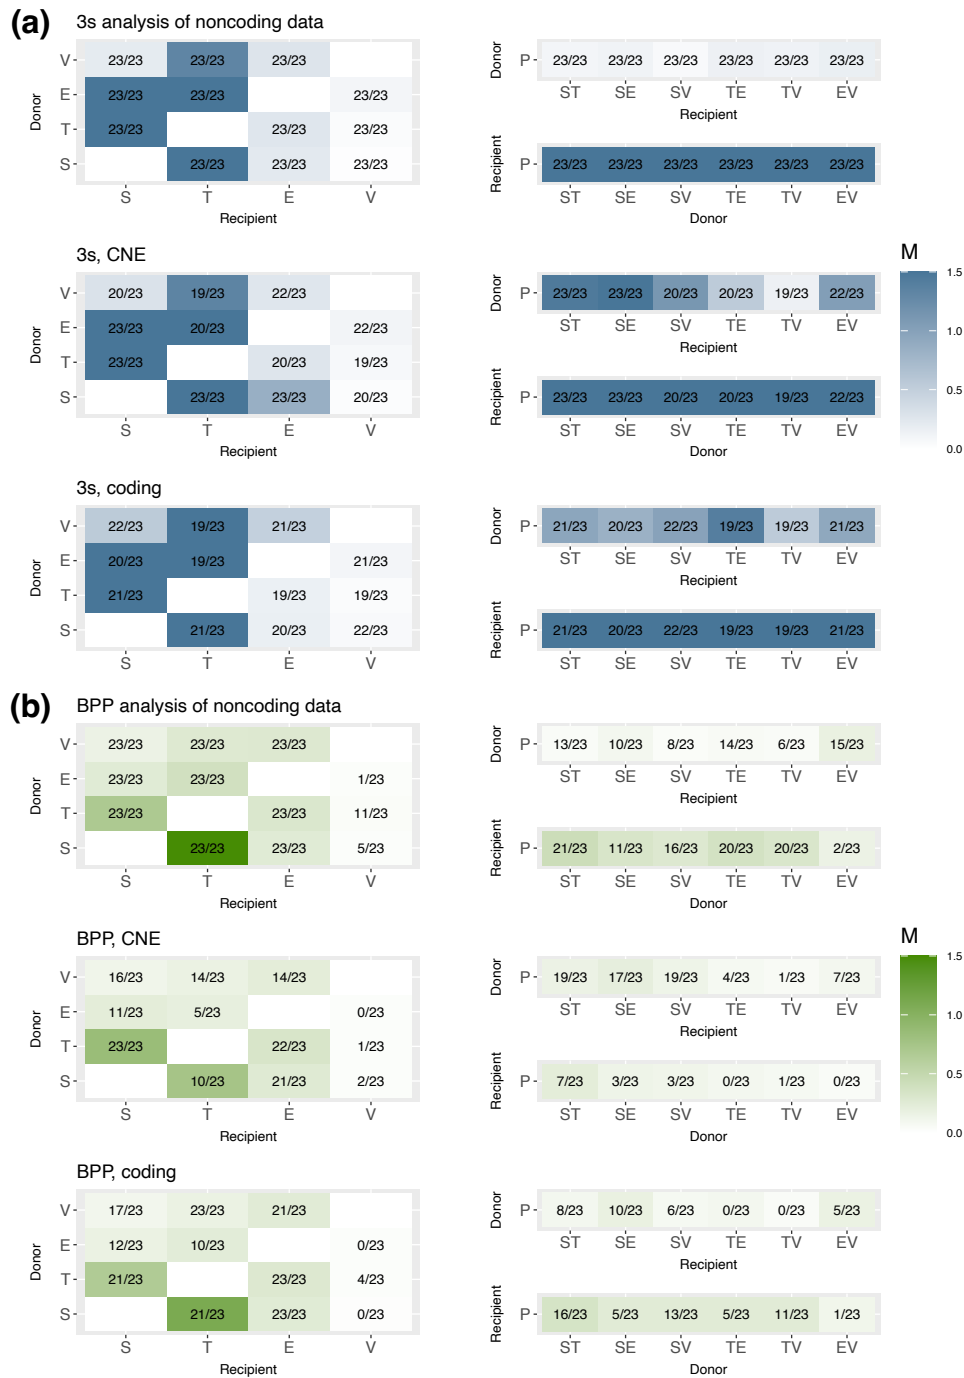 (a) 3s analysis of noncoding data
V 23/23 23/23 23/23
E 23/23 23/23 23/23
T 23/23 23/23 23/23
S 23/23 23/23 23/23
Donor
S T E V
Recipient
Donor P 23/23 23/23 23/23 23/23 23/23 23/23
ST SE SV TE TV EV
Recipient
Recipient P 23/23 23/23 23/23 23/23 23/23 23/23
ST SE SV TE TV EV
Donor
3s, CNE
V 20/23 19/23 22/23
E 23/23 20/23 22/23
T 23/23 20/23 19/23
S 23/23 23/23 20/23
Donor
S T E V
Recipient
Donor P 23/23 23/23 20/23 20/23 19/23 22/23
ST SE SV TE TV EV
Recipient
Recipient P 23/23 23/23 20/23 20/23 19/23 22/23
ST SE SV TE TV EV
Donor
M
1.5
1.0
0.5
0.0
3s, coding
V 22/23 19/23 21/23
E 20/23 19/23 21/23
T 21/23 19/23 19/23
S 21/23 20/23 22/23
Donor
S T E V
Donor P 21/23 20/23 22/23 19/23 19/23 21/23
ST SE SV TE TV EV
Recipient
Recipient P 21/23 20/23 22/23 19/23 19/23 21/23
ST SE SV TE TV EV
(b) BPP analysis of noncoding data
V 23/23 23/23 23/23
E 23/23 23/23 1/23
T 23/23 23/23 11/23
S 23/23 23/23 5/23
Donor
S T E V
Recipient
Donor P 13/23 10/23 8/23 14/23 6/23 15/23
ST SE SV TE TV EV
Recipient
Recipient P 21/23 11/23 16/23 20/23 20/23 2/23
ST SE SV TE TV EV
Donor
BPP, CNE
V 16/23 14/23 14/23
E 11/23 5/23 0/23
T 23/23 22/23 1/23
S 10/23 21/23 2/23
Donor
S T E V
Recipient
Donor P 19/23 17/23 19/23 4/23 1/23 7/23
ST SE SV TE TV EV
Recipient
Recipient P 7/23 3/23 3/23 0/23 1/23 0/23
ST SE SV TE TV EV
Donor
M
1.5
1.0
0.5
0.0
BPP, coding
V 17/23 23/23 21/23
E 12/23 10/23 0/23
T 21/23 23/23 4/23
S 21/23 23/23 0/23
Donor
S T E V
Recipient
Donor P 8/23 10/23 6/23 0/23 0/23 5/23
ST SE SV TE TV EV
Recipient
Recipient P 16/23 5/23 13/23 5/23 11/23 1/23
ST SE SV TE TV EV
Donor